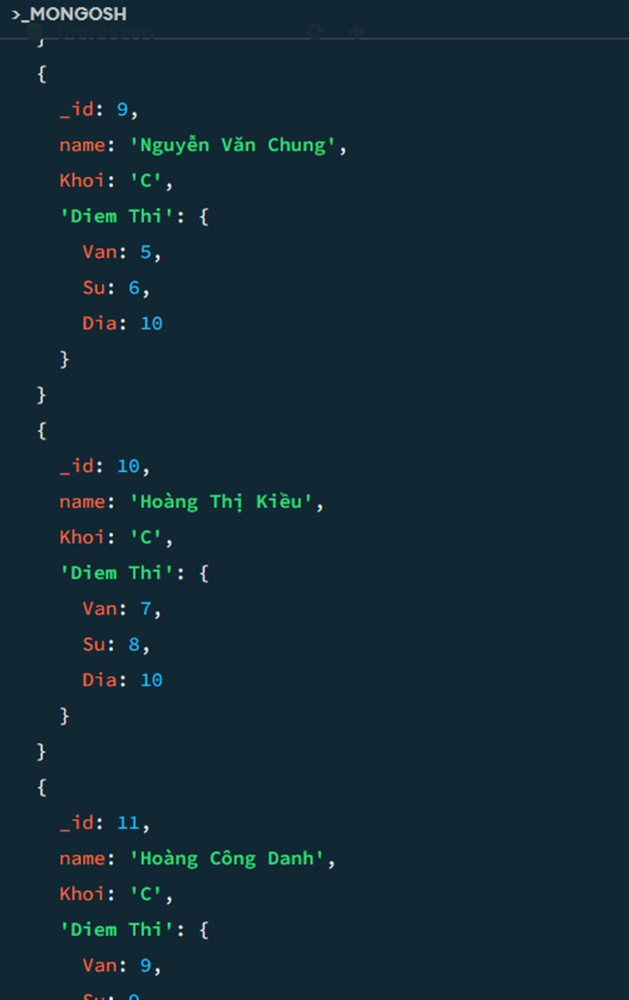 >_MONGOSH
Databases
}
{
_id: 9,
name: 'Nguyễn Văn Chung',
Khoi: 'C',
'Diem Thi': {
Van: 5,
Su: 6,
Dia: 10
}
}
{
_id: 10,
name: 'Hoàng Thị Kiều',
Khoi: 'C',
'Diem Thi': {
Van: 7,
Su: 8,
Dia: 10
}
}
{
_id: 11,
name: 'Hoàng Công Danh',
Khoi: 'C',
'Diem Thi': {
Van: 9,